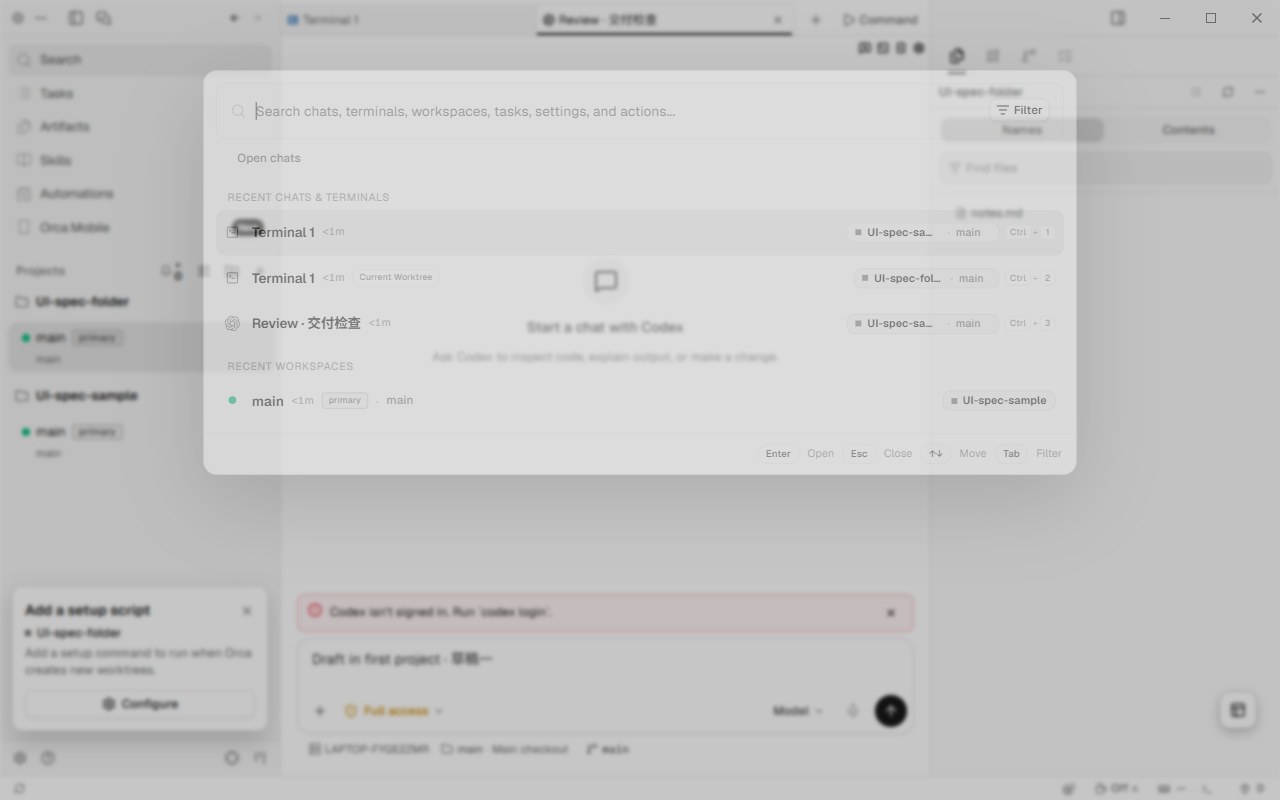 Terminal 1
Review · 交付检查
Command
Search
Tasks
Artifacts
Skills
Automations
Orca Mobile
Projects
UI-spec-folder
main primary
main
UI-spec-sample
main primary
main
Search chats, terminals, workspaces, tasks, settings, and actions...
Filter
Open chats
RECENT CHATS & TERMINALS
Terminal 1 <1m UI-spec-sa... · main Ctrl + 1
Terminal 1 <1m Current Worktree UI-spec-fol... · main Ctrl + 2
Review · 交付检查 <1m UI-spec-sa... · main Ctrl + 3
RECENT WORKSPACES
main <1m primary · main UI-spec-sample
Enter Open Esc Close ↑↓ Move Tab Filter
Start a chat with Codex
Ask Codex to inspect code, explain output, or make a change.
UI-spec-folder
Names Contents
Find files
notes.md
Add a setup script
UI-spec-folder
Add a setup command to run when Orca
creates new worktrees.
Configure
Codex isn't signed in. Run `codex login`.
Draft in first project · 草稿一
Full access
Model
main · Main checkout
main
Off
0